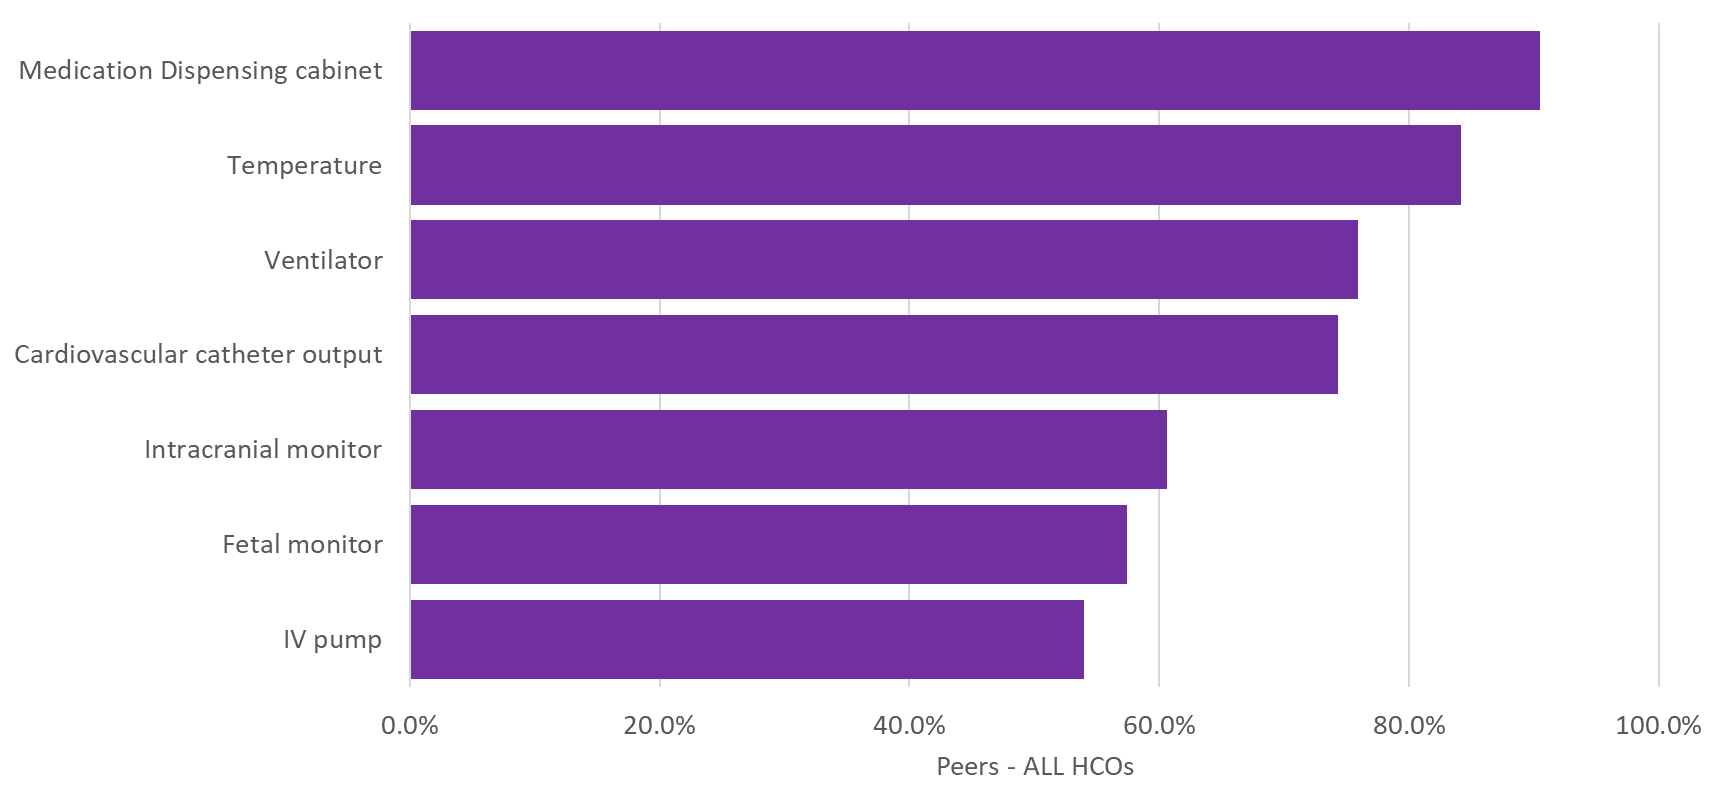 Medication Dispensing cabinet
Temperature
Ventilator
Cardiovascular catheter output
Intracranial monitor
Fetal monitor
IV pump
0.0% 20.0% 40.0% 60.0% 80.0% 100.0%
Peers - ALL HCOs